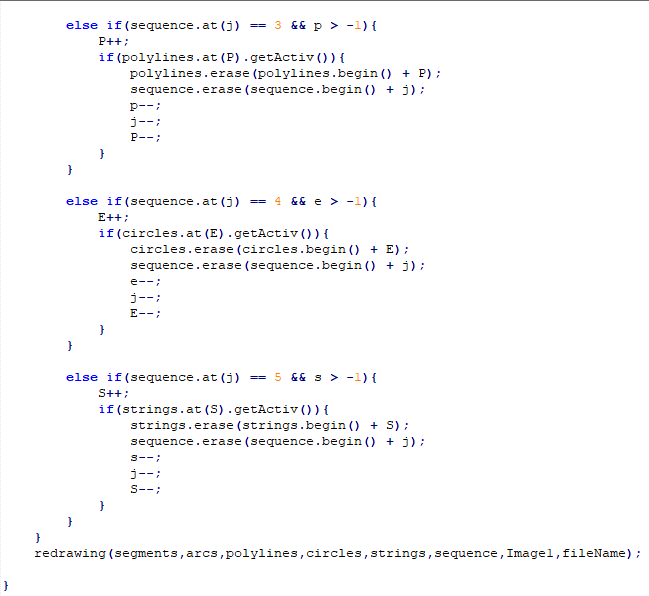 else if(sequence.at(j) == 3 && p > -1){
P++;
if(polylines.at(P).getActiv()){
polylines.erase(polylines.begin() + P);
sequence.erase(sequence.begin() + j);
p--;
j--;
P--;
}
}
else if(sequence.at(j) == 4 && e > -1){
E++;
if(circles.at(E).getActiv()){
circles.erase(circles.begin() + E);
sequence.erase(sequence.begin() + j);
e--;
j--;
E--;
}
}
else if(sequence.at(j) == 5 && s > -1){
S++;
if(strings.at(S).getActiv()){
strings.erase(strings.begin() + S);
sequence.erase(sequence.begin() + j);
s--;
j--;
S--;
}
}
}
redrawing(segments,arcs,polylines,circles,strings,sequence,Image1,fileName);
}